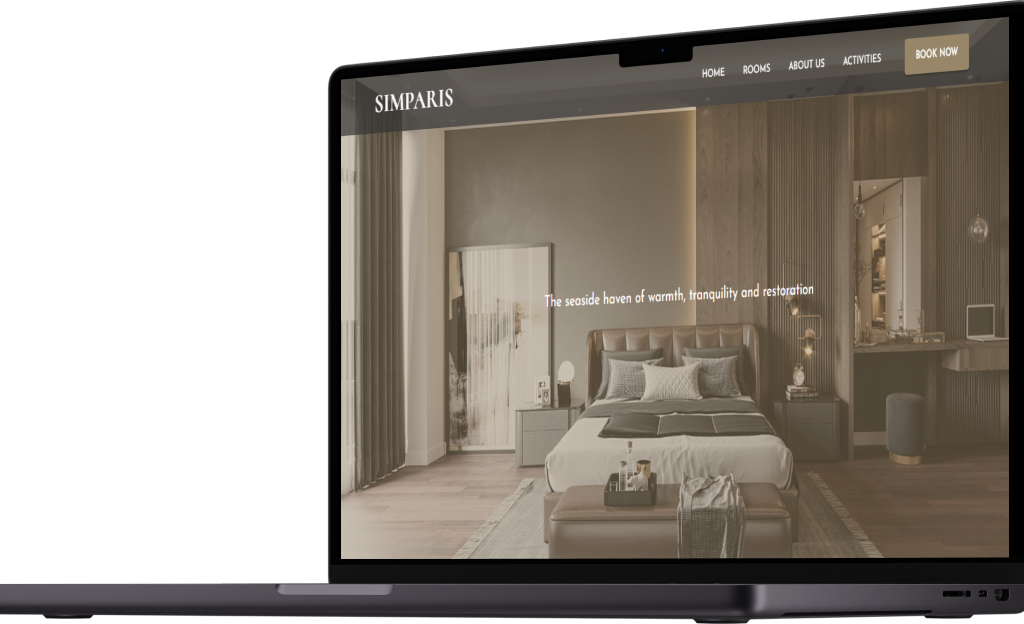 SIMPARIS
HOME ROOMS ABOUT US ACTIVITIES BOOK NOW
The seaside haven of warmth, tranquility and restoration